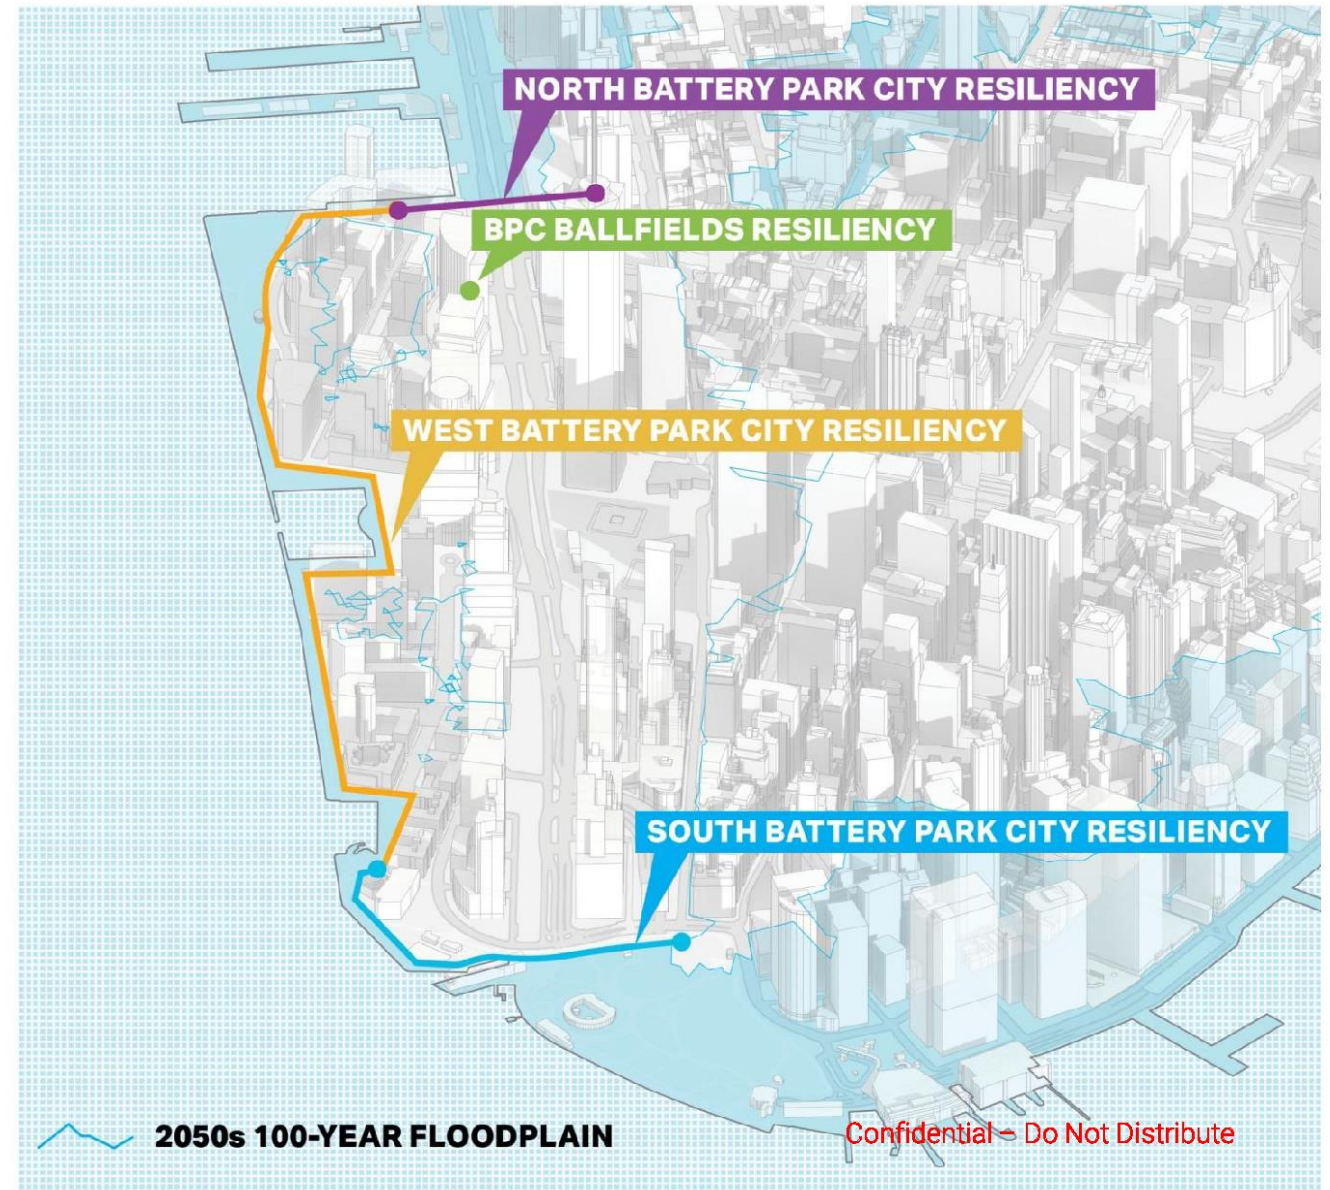 NORTH BATTERY PARK CITY RESILIENCY
BPC BALLFIELDS RESILIENCY
WEST BATTERY PARK CITY RESILIENCY
SOUTH BATTERY PARK CITY RESILIENCY
2050s 100-YEAR FLOODPLAIN
Confidential – Do Not Distribute